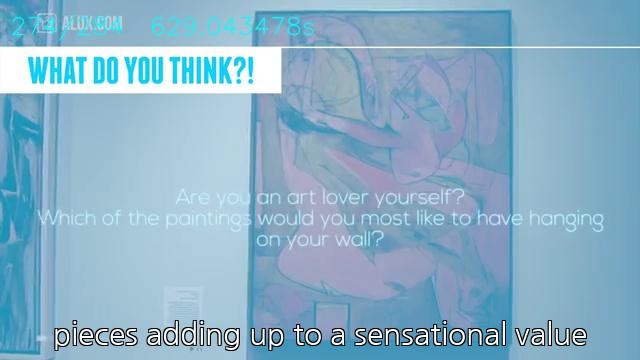 ALUX.COM
629.043478s
WHAT DO YOU THINK?!
Are you an art lover yourself?
Which of the paintings would you most like to have hanging
on your wall?
pieces adding up to a sensational value